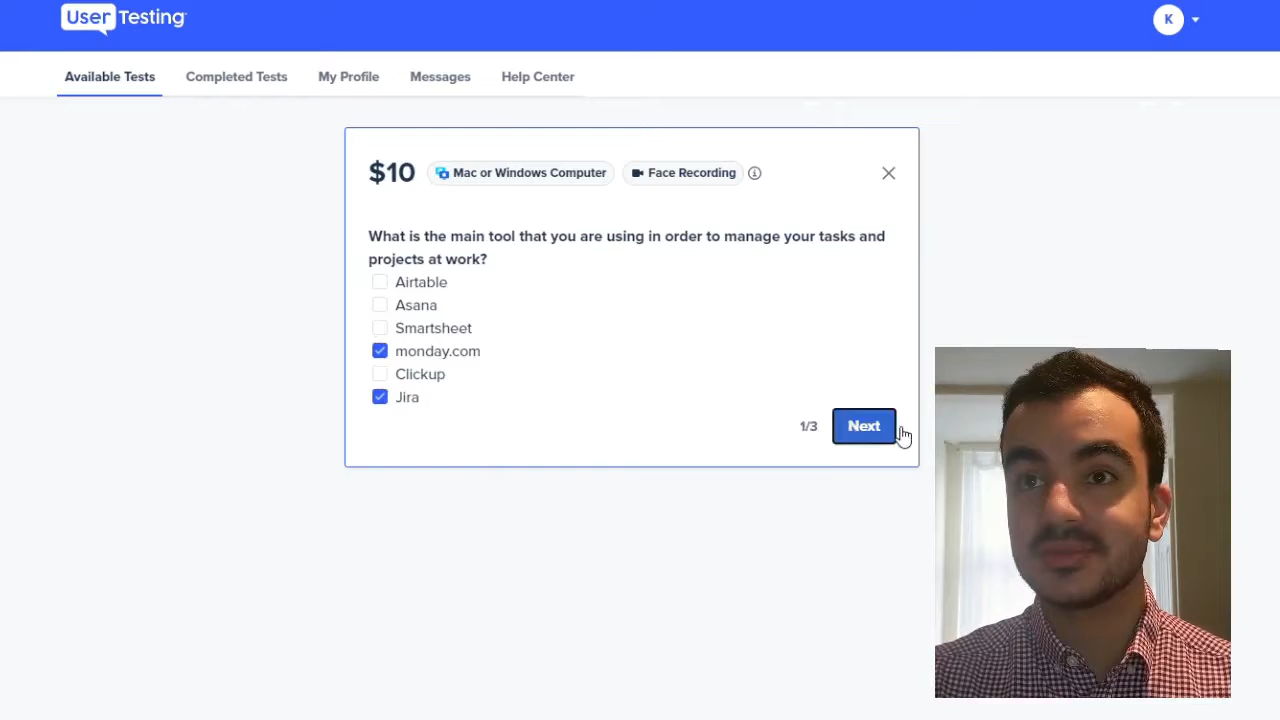 UserTesting
K
Available Tests Completed Tests My Profile Messages Help Center
$10 Mac or Windows Computer Face Recording
What is the main tool that you are using in order to manage your tasks and
projects at work?
Airtable
Asana
Smartsheet
monday.com
Clickup
Jira
1/3 Next